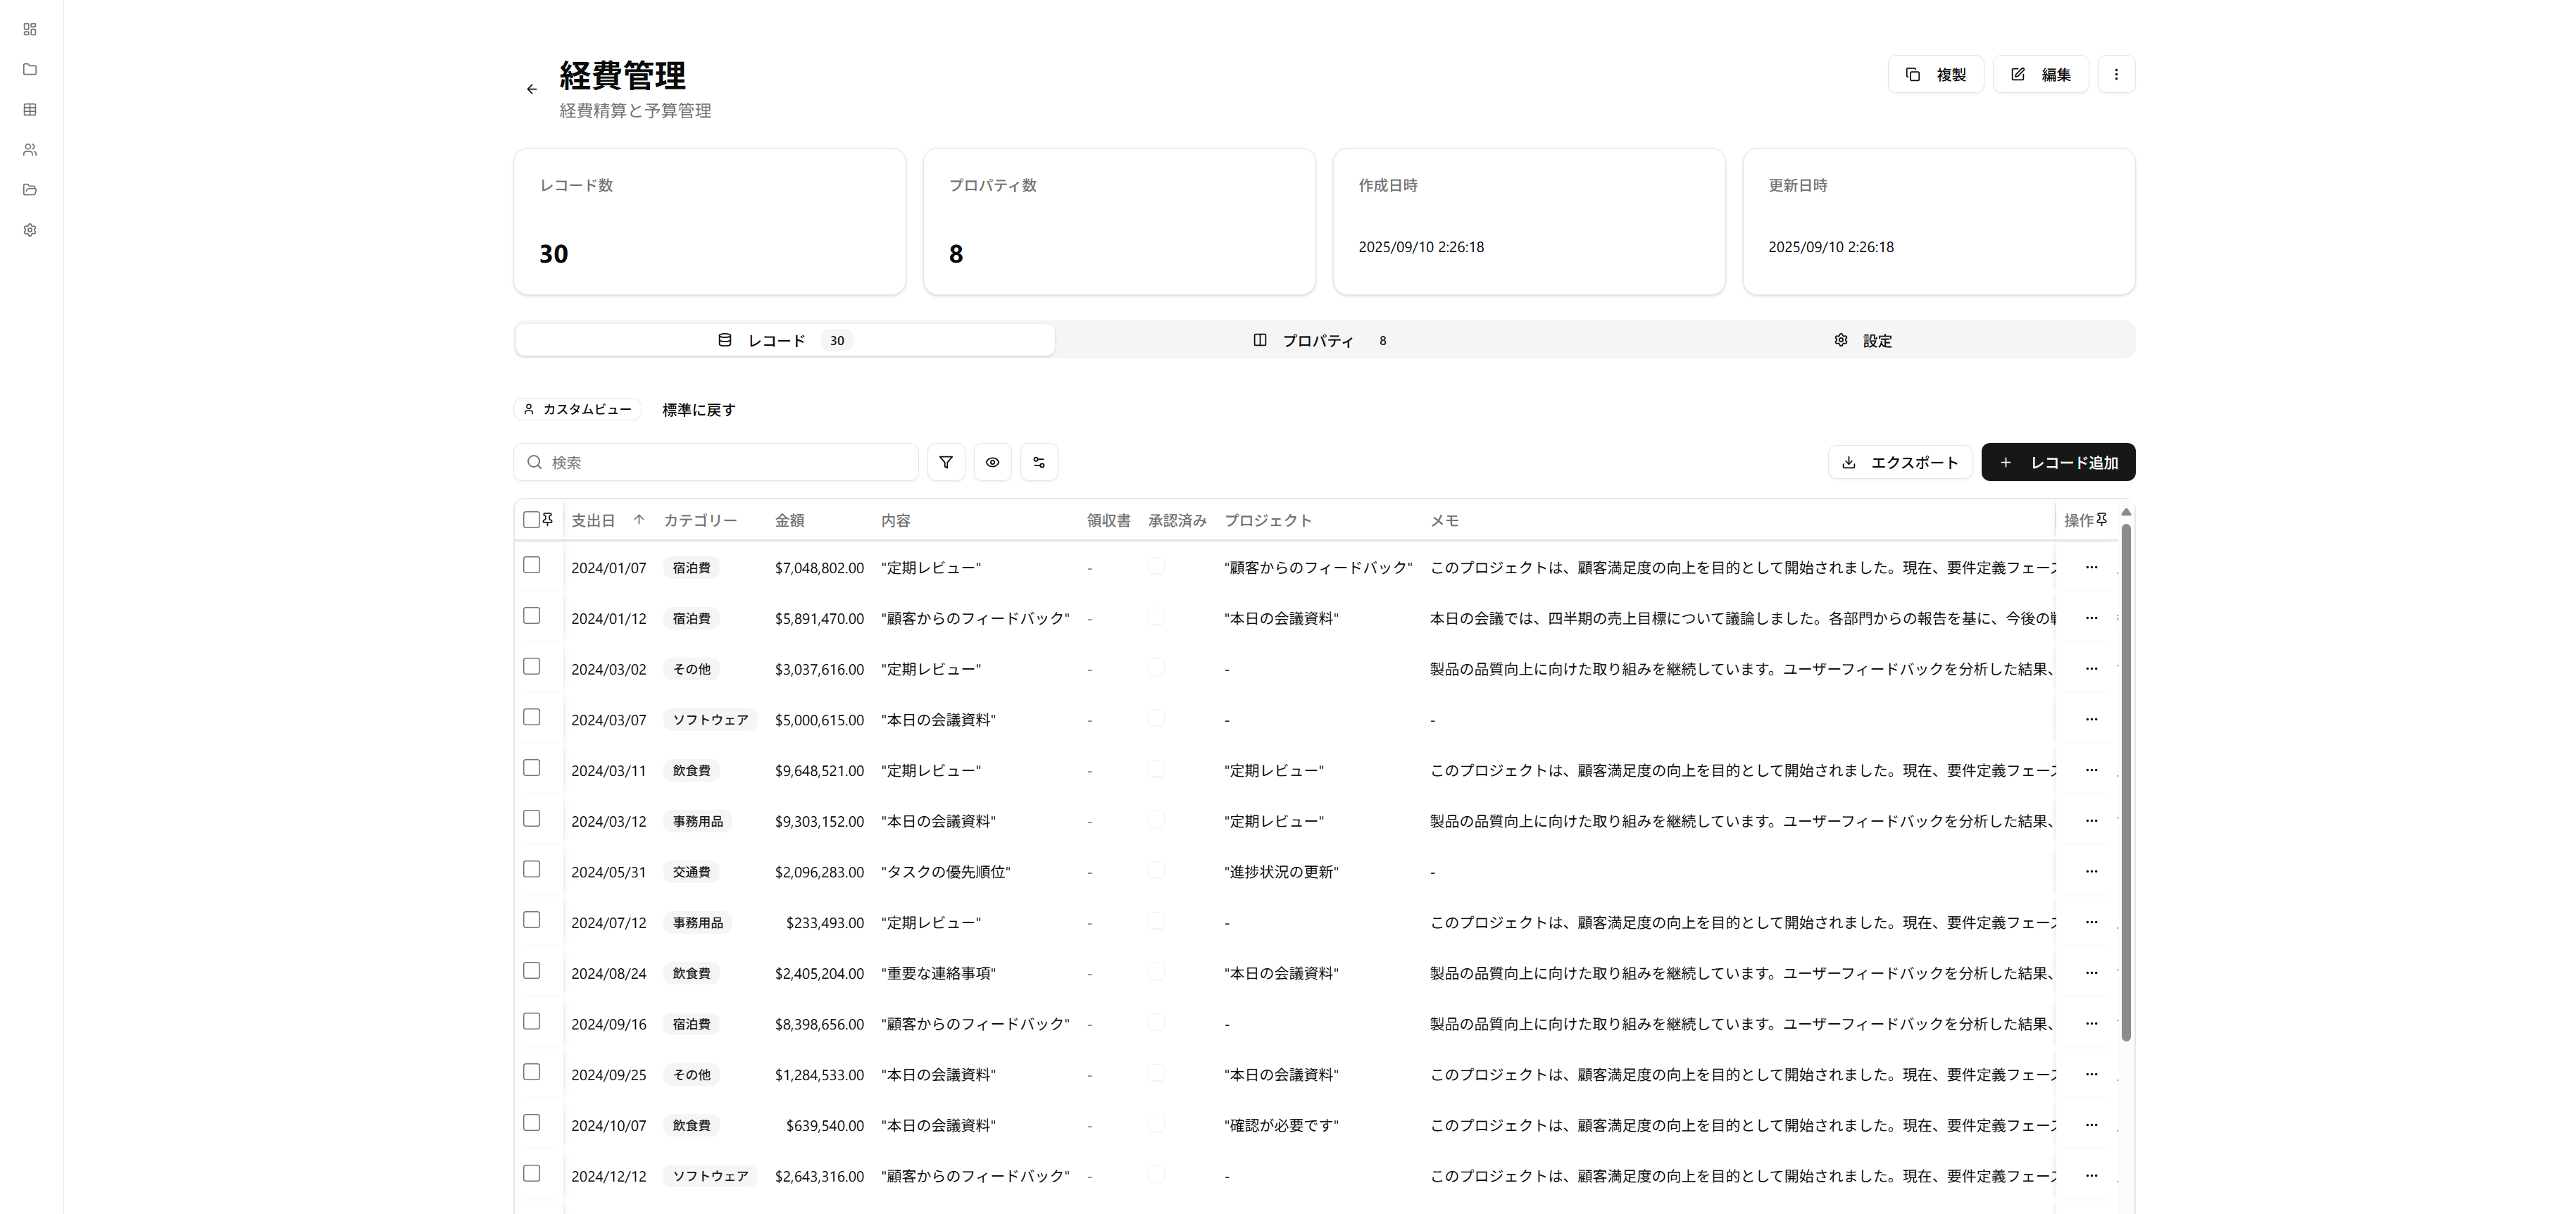 経費管理
経費精算と予算管理
複製
編集
レコード数
30
プロパティ数
8
作成日時
2025/09/10 2:26:18
更新日時
2025/09/10 2:26:18
レコード 30
プロパティ 8
設定
カスタムビュー 標準に戻す
検索
エクスポート
+ レコード追加
支出日 ↑ カテゴリー 金額 内容 領収書 承認済み プロジェクト メモ 操作
2024/01/07 宿泊費 $7,048,802.00 "定期レビュー" - "顧客からのフィードバック" このプロジェクトは、顧客満足度の向上を目的として開始されました。現在、要件定義フェーズ ...
2024/01/12 宿泊費 $5,891,470.00 "顧客からのフィードバック" - "本日の会議資料" 本日の会議では、四半期の売上目標について議論しました。各部門からの報告を基に、今後の ...
2024/03/02 その他 $3,037,616.00 "定期レビュー" - - 製品の品質向上に向けた取り組みを継続しています。ユーザーフィードバックを分析した結果、 ...
2024/03/07 ソフトウェア $5,000,615.00 "本日の会議資料" - - - ...
2024/03/11 飲食費 $9,648,521.00 "定期レビュー" - "定期レビュー" このプロジェクトは、顧客満足度の向上を目的として開始されました。現在、要件定義フェーズ ...
2024/03/12 事務用品 $9,303,152.00 "本日の会議資料" - "定期レビュー" 製品の品質向上に向けた取り組みを継続しています。ユーザーフィードバックを分析した結果、 ...
2024/05/31 交通費 $2,096,283.00 "タスクの優先順位" - "進捗状況の更新" - ...
2024/07/12 事務用品 $233,493.00 "定期レビュー" - - このプロジェクトは、顧客満足度の向上を目的として開始されました。現在、要件定義フェーズ ...
2024/08/24 飲食費 $2,405,204.00 "重要な連絡事項" - "本日の会議資料" 製品の品質向上に向けた取り組みを継続しています。ユーザーフィードバックを分析した結果、 ...
2024/09/16 宿泊費 $8,398,656.00 "顧客からのフィードバック" - - 製品の品質向上に向けた取り組みを継続しています。ユーザーフィードバックを分析した結果、 ...
2024/09/25 その他 $1,284,533.00 "本日の会議資料" - "本日の会議資料" このプロジェクトは、顧客満足度の向上を目的として開始されました。現在、要件定義フェーズ ...
2024/10/07 飲食費 $639,540.00 "本日の会議資料" - "確認が必要です" このプロジェクトは、顧客満足度の向上を目的として開始されました。現在、要件定義フェーズ ...
2024/12/12 ソフトウェア $2,643,316.00 "顧客からのフィードバック" - - このプロジェクトは、顧客満足度の向上を目的として開始されました。現在、要件定義フェーズ ...